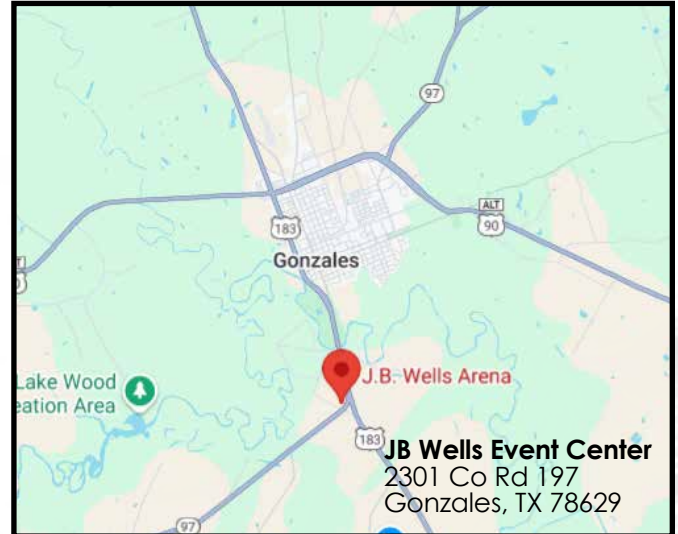 97
ALT
90
183
Gonzales
J.B. Wells Arena
Lake Wood
eation Area
183
JB Wells Event Center
2301 Co Rd 197
Gonzales, TX 78629
97